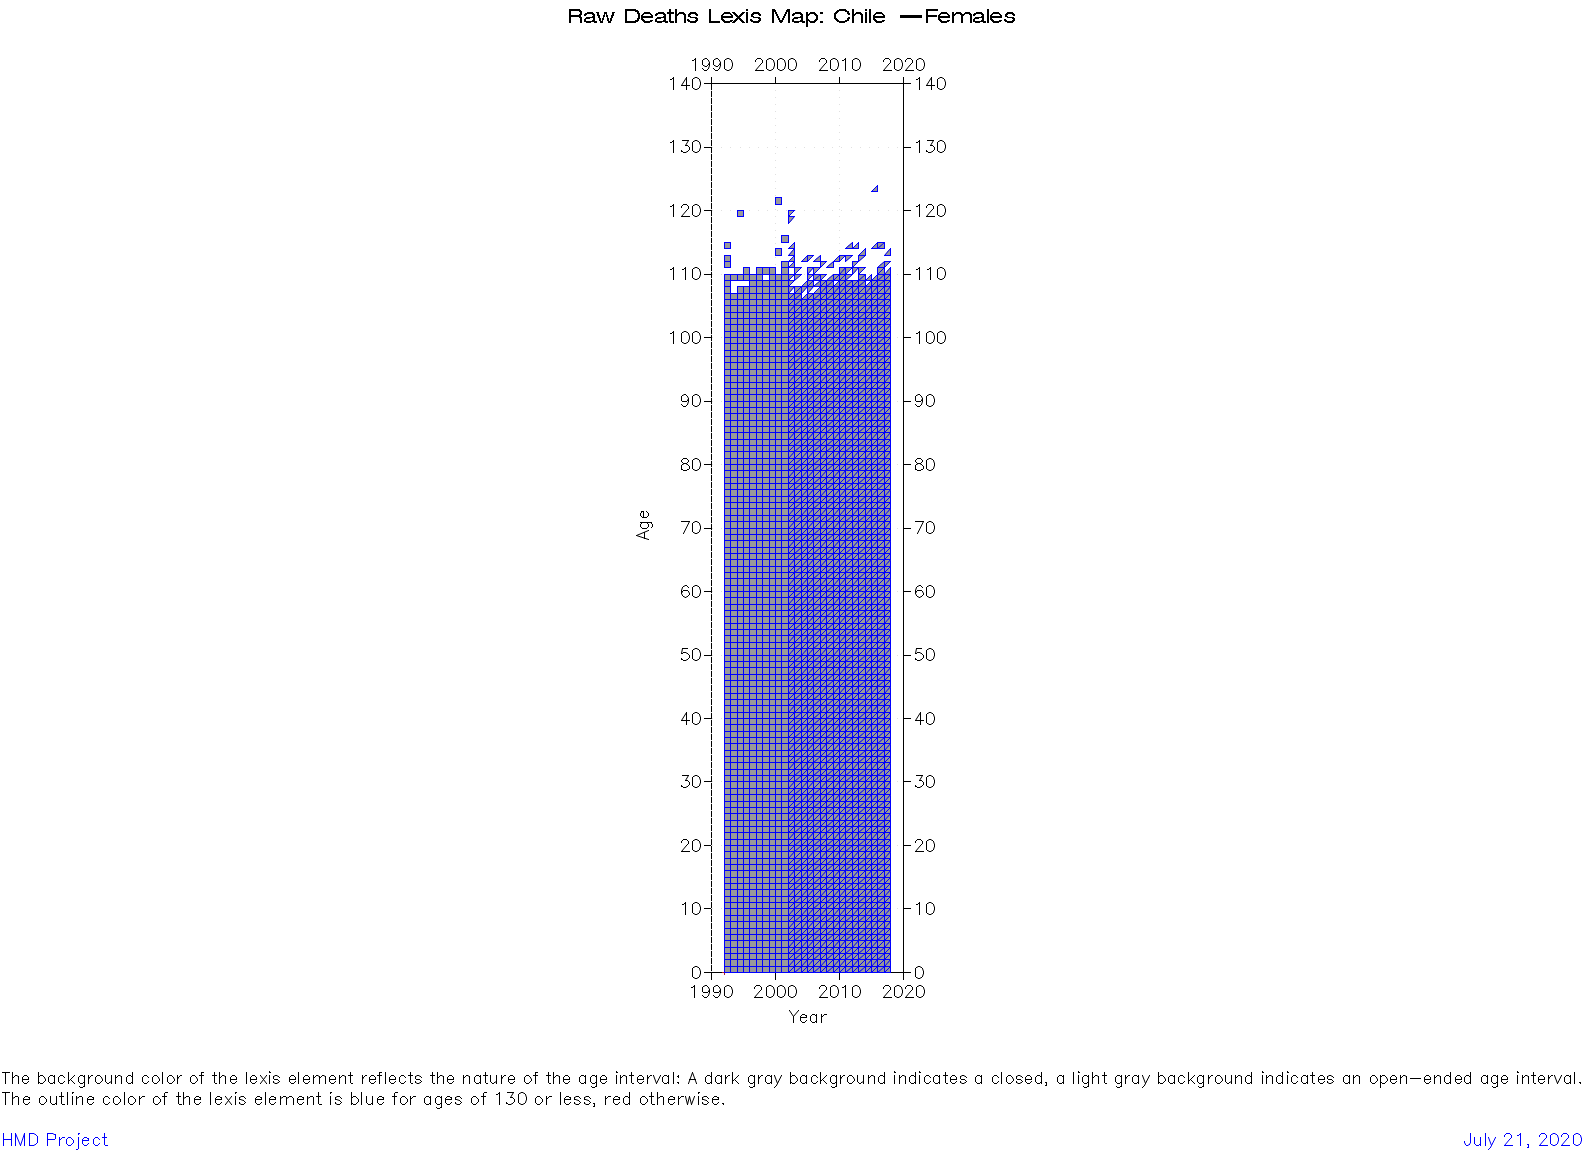 Raw Deaths Lexis Map: Chile —Females
1990 2000 2010 2020
140 140
130 130
120 120
110 110
100 100
90 90
80 80
70 70
60 60
Age
50 50
40 40
30 30
20 20
10 10
0 0
1990 2000 2010 2020
Year
The background color of the lexis element reflects the nature of the age interval: A dark gray background indicates a closed, a light gray background indicates an open–ended age interval.
The outline color of the lexis element is blue for ages of 130 or less, red otherwise.
HMD Project July 21, 2020